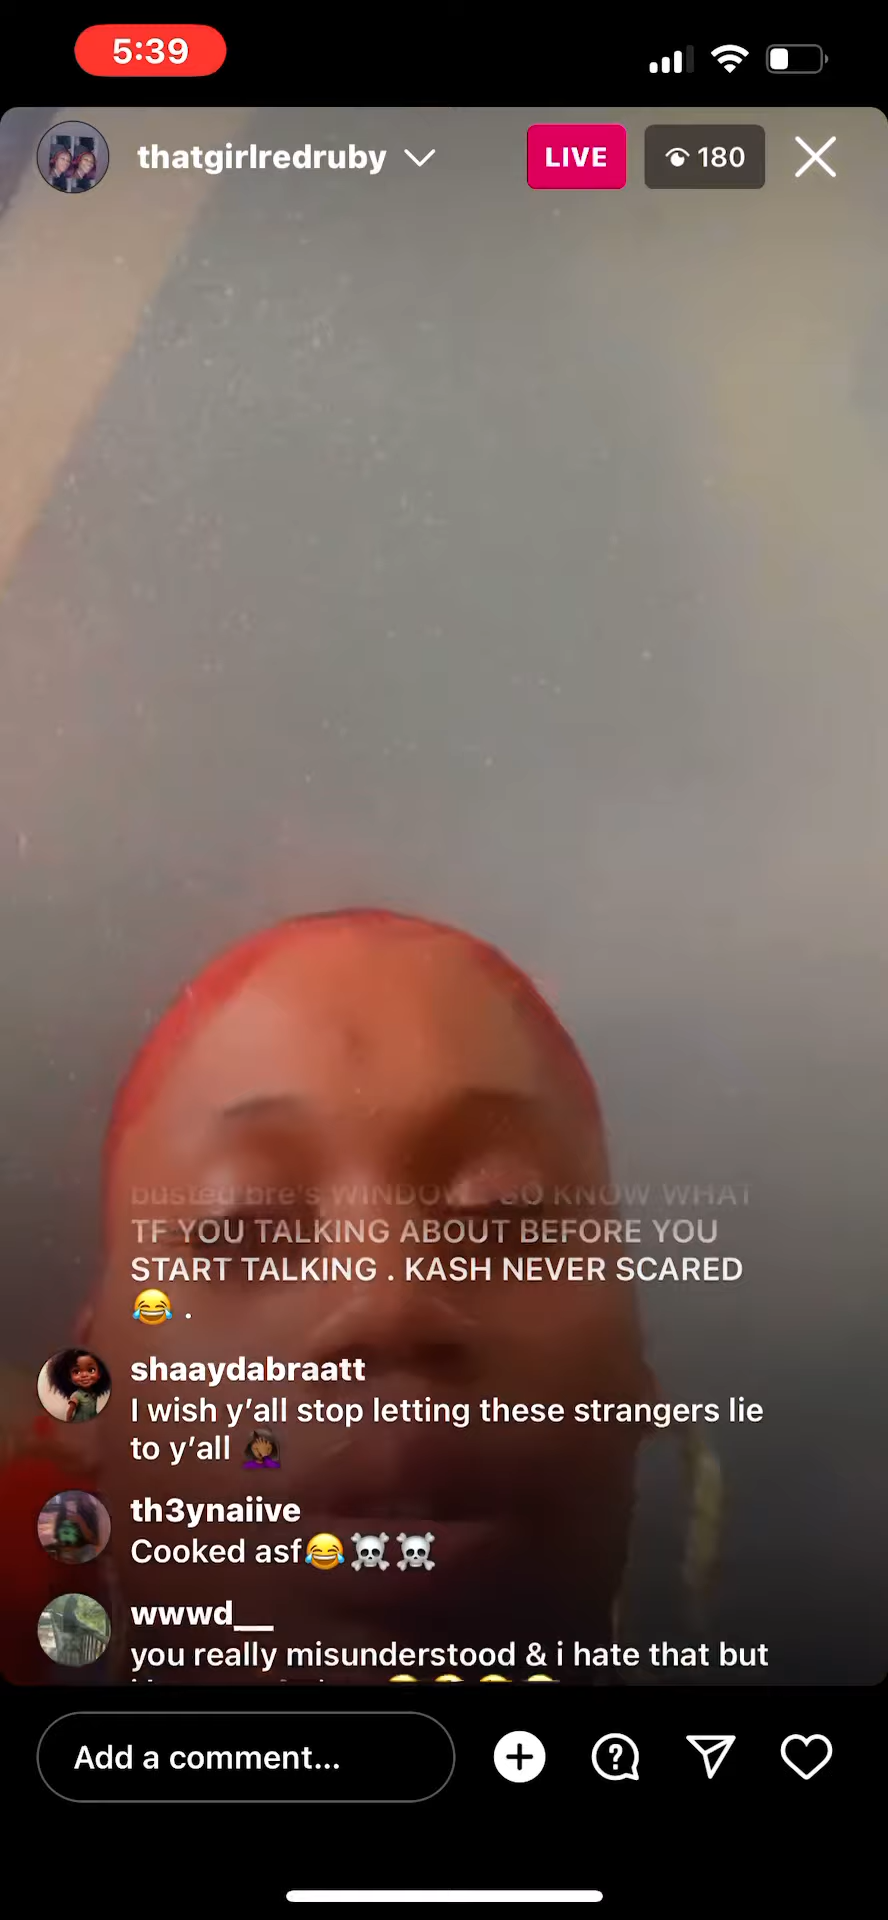 5:39
thatgirlredruby
LIVE
180
busted bre's WINDOW . SO KNOW WHAT
TF YOU TALKING ABOUT BEFORE YOU
START TALKING . KASH NEVER SCARED
😂 .
shaaydabraatt
I wish y’all stop letting these strangers lie
to y’all 🤦🏾‍♀️
th3ynaiive
Cooked asf😂☠️☠️
wwwd__
you really misunderstood & i hate that but
Add a comment...